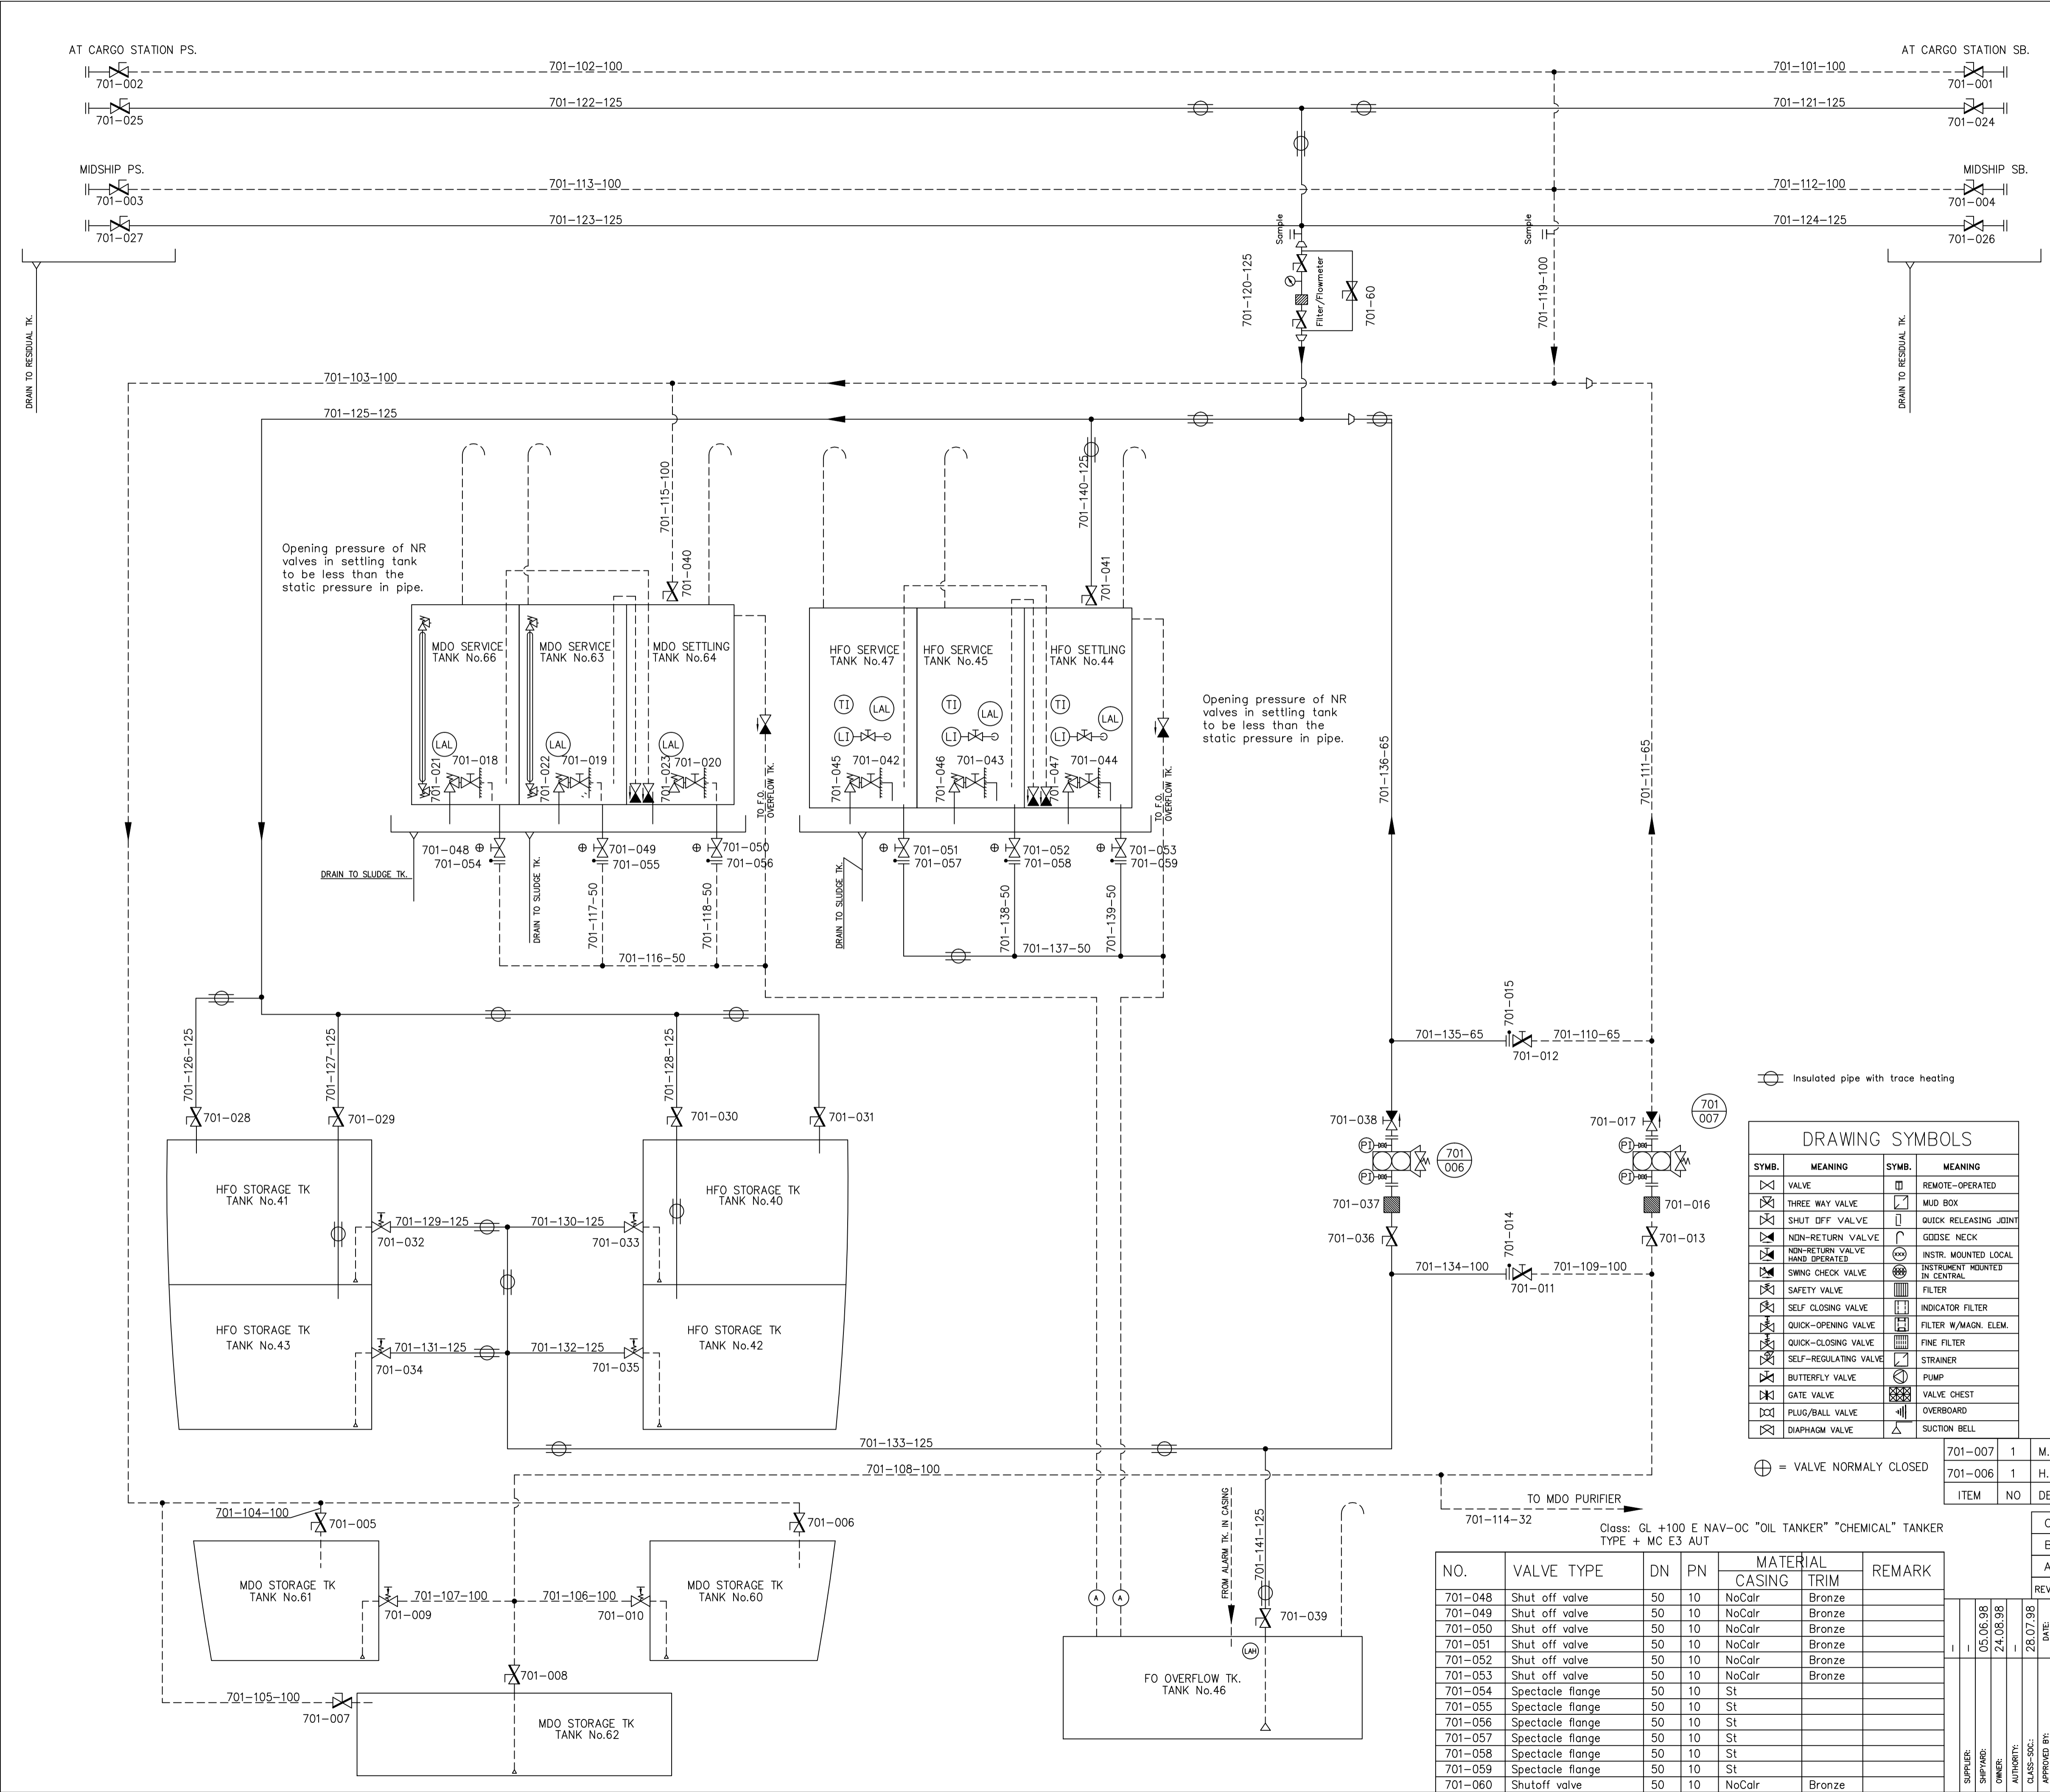 AT CARGO STATION PS.
AT CARGO STATION SB.
701-102-100
701-101-100
701-002
701-001
701-122-125
701-121-125
701-025
701-024
MIDSHIP PS.
MIDSHIP SB.
701-113-100
701-112-100
701-003
701-004
701-123-125
701-124-125
701-027
701-026
Sample
Sample
DRAIN TO RESIDUAL TK.
701-120-125
Filter/Flowmeter
701-60
701-119-100
DRAIN TO RESIDUAL TK.
701-103-100
701-125-125
701-115-100
701-140-125
Opening pressure of NR
valves in settling tank
to be less than the
static pressure in pipe.
701-040
701-041
MDO SERVICE
TANK No.66
MDO SERVICE
TANK No.63
MDO SETTLING
TANK No.64
HFO SERVICE
TANK No.47
HFO SERVICE
TANK No.45
HFO SETTLING
TANK No.44
TI
LAL
TI
LAL
TI
LAL
LI
LI
LI
Opening pressure of NR
valves in settling tank
to be less than the
static pressure in pipe.
LAL
LAL
LAL
701-021
701-018
701-022
701-019
701-023
701-020
701-045
701-042
701-046
701-043
701-047
701-044
TO F.O.
OVERFLOW TK.
TO F.O.
OVERFLOW TK.
701-136-65
701-111-65
701-048
701-054
701-049
701-055
701-050
701-056
701-051
701-057
701-052
701-058
701-053
701-059
DRAIN TO SLUDGE TK.
DRAIN TO SLUDGE TK.
701-117-50
701-118-50
DRAIN TO SLUDGE TK.
701-138-50
701-139-50
701-116-50
701-137-50
701-126-125
701-127-125
701-128-125
701-015
701-135-65
701-110-65
701-012
701-028
701-029
701-030
701-031
701-038
701-017
701
007
PI
PI
701
006
PI
PI
701-037
701-016
701-036
701-013
701-014
701-134-100
701-109-100
701-011
HFO STORAGE TK
TANK No.41
HFO STORAGE TK
TANK No.40
701-129-125
701-130-125
701-032
701-033
HFO STORAGE TK
TANK No.43
HFO STORAGE TK
TANK No.42
701-131-125
701-132-125
701-034
701-035
701-133-125
701-108-100
TO MDO PURIFIER
701-114-32
701-104-100
701-005
701-006
MDO STORAGE TK
TANK No.61
MDO STORAGE TK
TANK No.60
701-107-100
701-106-100
701-009
701-010
701-008
701-105-100
701-007
MDO STORAGE TK
TANK No.62
A
A
FROM ALARM TK. IN CASING
701-141-125
701-039
LAH
FO OVERFLOW TK.
TANK No.46
Insulated pipe with trace heating
DRAWING SYMBOLS
SYMB. MEANING SYMB. MEANING
VALVE REMOTE-OPERATED
THREE WAY VALVE MUD BOX
SHUT OFF VALVE QUICK RELEASING JOINT
NON-RETURN VALVE GOOSE NECK
NON-RETURN VALVE
HAND OPERATED XXX INSTR. MOUNTED LOCAL
SWING CHECK VALVE INSTRUMENT MOUNTED
IN CENTRAL
SAFETY VALVE FILTER
SELF CLOSING VALVE INDICATOR FILTER
QUICK-OPENING VALVE FILTER W/MAGN. ELEM.
QUICK-CLOSING VALVE FINE FILTER
SELF-REGULATING VALVE STRAINER
BUTTERFLY VALVE PUMP
GATE VALVE VALVE CHEST
PLUG/BALL VALVE OVERBOARD
DIAPHAGM VALVE SUCTION BELL
= VALVE NORMALY CLOSED
701-007 1 M.
701-006 1 H.
ITEM NO DE
Class: GL +100 E NAV-OC "OIL TANKER" "CHEMICAL" TANKER
TYPE + MC E3 AUT
NO. VALVE TYPE DN PN MATERIAL REMARK
CASING TRIM
701-048 Shut off valve 50 10 NoCalr Bronze
701-049 Shut off valve 50 10 NoCalr Bronze
701-050 Shut off valve 50 10 NoCalr Bronze
701-051 Shut off valve 50 10 NoCalr Bronze
701-052 Shut off valve 50 10 NoCalr Bronze
701-053 Shut off valve 50 10 NoCalr Bronze
701-054 Spectacle flange 50 10 St
701-055 Spectacle flange 50 10 St
701-056 Spectacle flange 50 10 St
701-057 Spectacle flange 50 10 St
701-058 Spectacle flange 50 10 St
701-059 Spectacle flange 50 10 St
701-060 Shutoff valve 50 10 NoCalr Bronze
REV
SUPPLIER: -
SHIPYARD: - 05.06.98
OWNER: 24.08.98
AUTHORITY: -
CLASS-SOC.: 28.07.98
APPROVED BY: DATE: